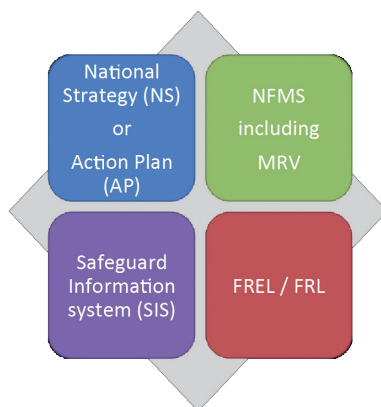 National
Strategy (NS)
or
Action Plan
(AP)
NFMS
including
MRV
Safeguard
Information
system (SIS)
FREL / FRL